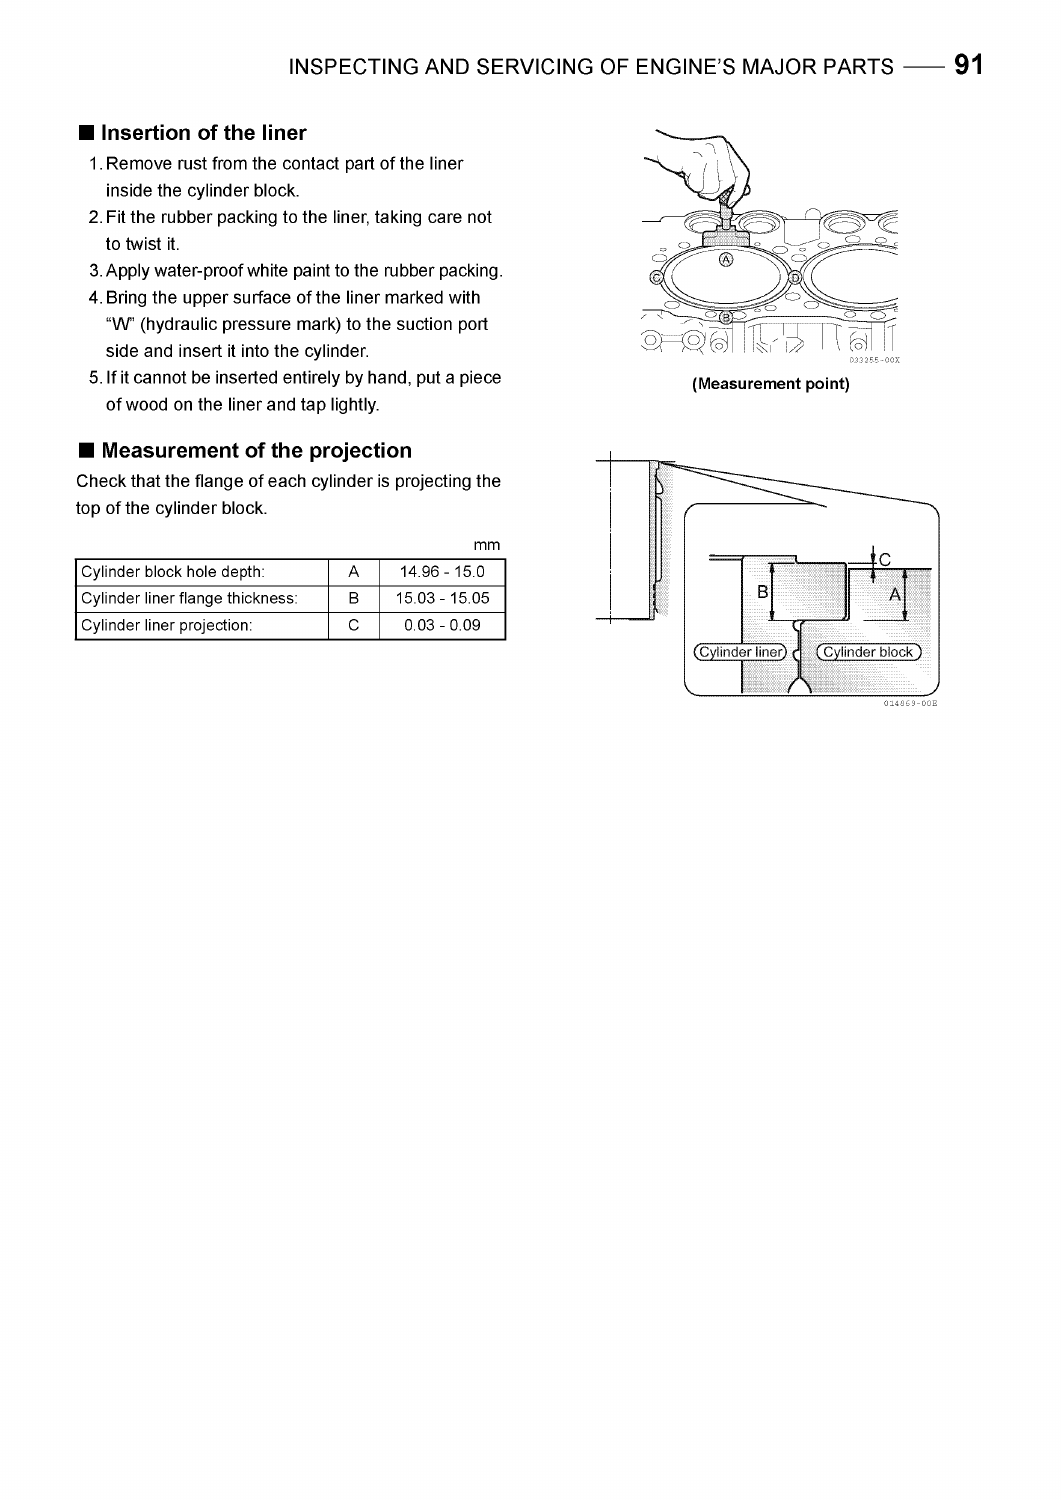 INSPECTING AND SERVICING OF ENGINE'S MAJOR PARTS — 91
■ Insertion of the liner
1. Remove rust from the contact part of the liner
inside the cylinder block.
2. Fit the rubber packing to the liner, taking care not
to twist it.
3. Apply water-proof white paint to the rubber packing.
4. Bring the upper surface of the liner marked with
“W” (hydraulic pressure mark) to the suction port
side and insert it into the cylinder.
5. If it cannot be inserted entirely by hand, put a piece
of wood on the liner and tap lightly.
A
C
D
B
033255-00X
(Measurement point)
■ Measurement of the projection
Check that the flange of each cylinder is projecting the
top of the cylinder block.
mm
Cylinder block hole depth: A 14.96 - 15.0
Cylinder liner flange thickness: B 15.03 - 15.05
Cylinder liner projection: C 0.03 - 0.09
C
B
A
Cylinder liner
Cylinder block
014869-00E